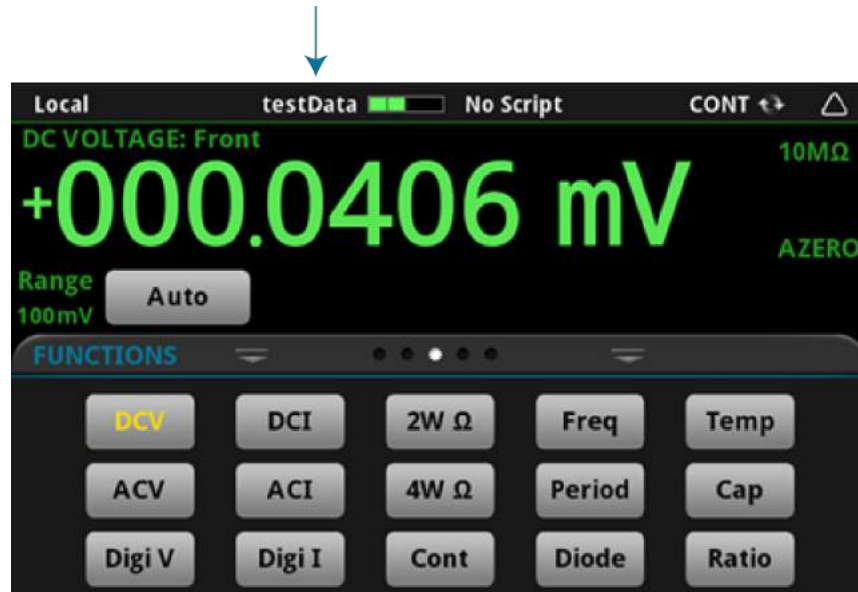 Local testData No Script CONT
DC VOLTAGE: Front
10MΩ
+000.0406 mV
AZERO
Range Auto
100mV
FUNCTIONS
DCV DCI 2W Ω Freq Temp
ACV ACI 4W Ω Period Cap
Digi V Digi I Cont Diode Ratio